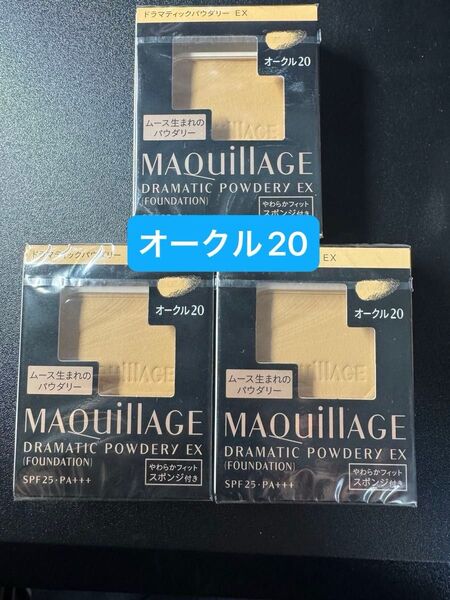 ドラマティックパウダリー EX
オークル20
ムース生まれの
パウダリー
LLAGE
MAQuillAGE
DRAMATIC POWDERY EX
(FOUNDATION)
やわらかフィット
スポンジ付き
オークル20
ドラマティックパウダリー
オークル20
ムース生まれの
パウダリー
QuillAGE
MAQuillAGE
DRAMATIC POWDERY EX
(FOUNDATION)
やわらかフィット
スポンジ付き
SPF25・PA+++
EX
オークル20
ムース生まれの
パウダリー
uillAGE
MAQuillAGE
DRAMATIC POWDERY EX
(FOUNDATION)
やわらかフィット
スポンジ付き
SPF25・PA+++